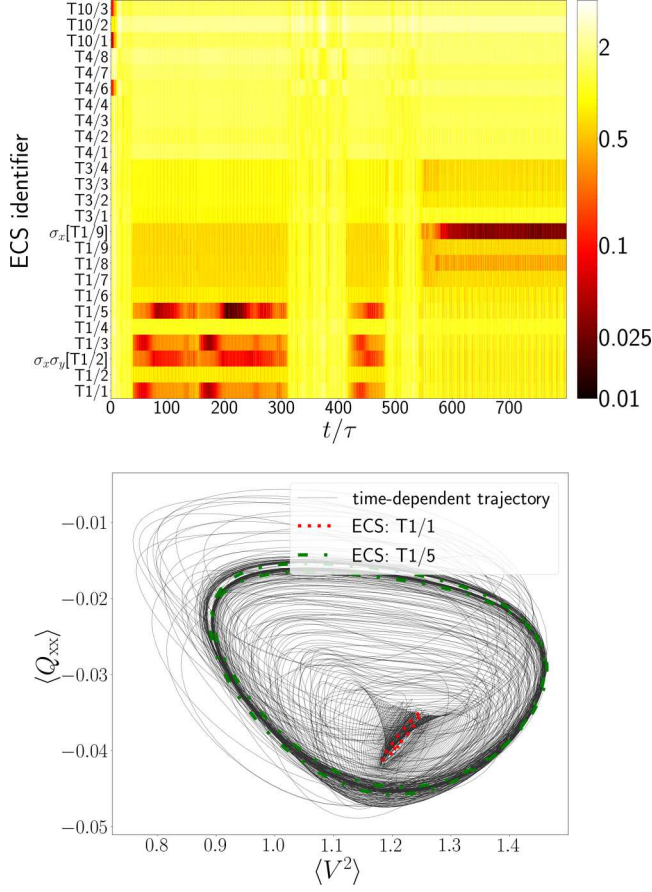 ECS identifier
T10/3
T10/2
T10/1
T4/8
T4/7
T4/6
T4/4
T4/3
T4/2
T4/1
T3/4
T3/3
T3/2
T3/1
σx[T1/9]
T1/9
T1/8
T1/7
T1/6
T1/5
T1/4
T1/3
σxσy[T1/2]
T1/2
T1/1
0 100 200 300 400 500 600 700
t/τ
2
0.5
0.1
0.025
0.01
time-dependent trajectory
ECS: T1/1
ECS: T1/5
⟨Qxx⟩
−0.01
−0.02
−0.03
−0.04
−0.05
0.8 0.9 1.0 1.1 1.2 1.3 1.4
⟨V²⟩